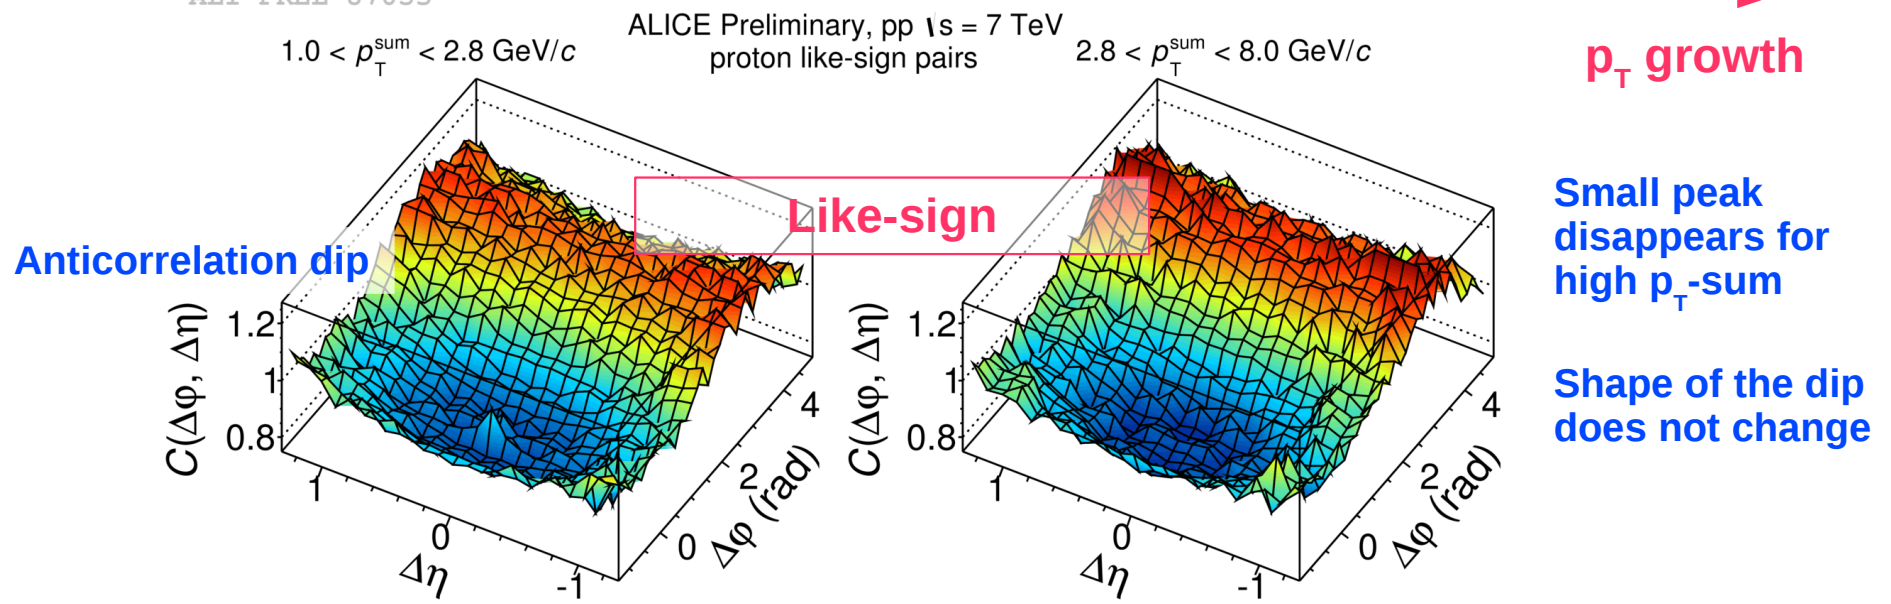 ALICE Preliminary, pp √s = 7 TeV
proton like-sign pairs
1.0 < p_T^sum < 2.8 GeV/c
2.8 < p_T^sum < 8.0 GeV/c
p_T growth
Like-sign
Anticorrelation dip
Small peak
disappears for
high p_T-sum
Shape of the dip
does not change
C(Δφ, Δη)
1.2
1
0.8
1
0
-1
Δη
0
2
4
Δφ (rad)
C(Δφ, Δη)
1.2
1
0.8
1
0
-1
Δη
0
2
4
Δφ (rad)